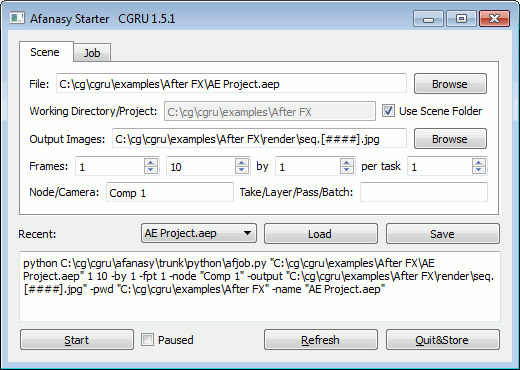 Afanasy Starter CGRU 1.5.1
Scene Job
File: C:\cg\cgru\examples\After FX\AE Project.aep Browse
Working Directory/Project: C:\cg\cgru\examples\After FX Use Scene Folder
Output Images: C:\cg\cgru\examples\After FX\render\seq.[####].jpg Browse
Frames: 1 10 by 1 per task 1
Node/Camera: Comp 1 Take/Layer/Pass/Batch:
Recent: AE Project.aep Load Save
python C:\cg\cgru\afanasy\trunk\python\afjob.py "C:\cg\cgru\examples\After FX\AE
Project.aep" 1 10 -by 1 -fpt 1 -node "Comp 1" -output "C:\cg\cgru\examples\After FX\render\seq.
[####].jpg" -pwd "C:\cg\cgru\examples\After FX" -name "AE Project.aep"
Start Paused Refresh Quit&Store